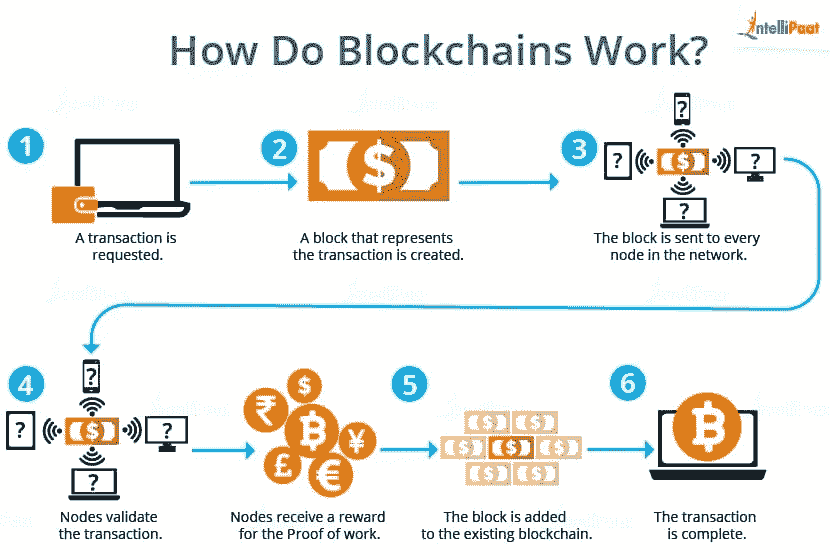 IntelliPaat
How Do Blockchains Work?
1
2
3
A transaction is
requested.
A block that represents
the transaction is created.
The block is sent to every
node in the network.
4
5
6
Nodes validate
the transaction.
Nodes receive a reward
for the Proof of work.
The block is added
to the existing blockchain.
The transaction
is complete.